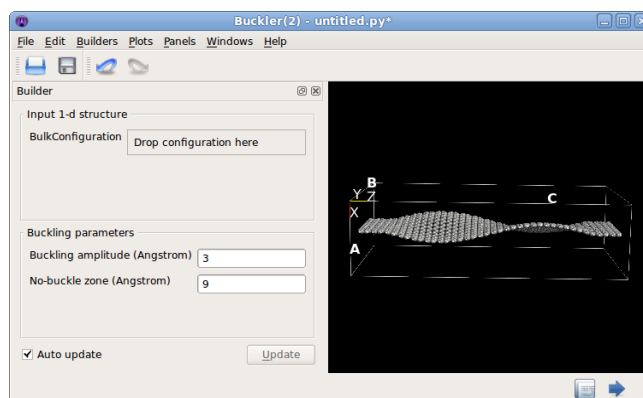 Buckler(2) - untitled.py*
File Edit Builders Plots Panels Windows Help
Builder
Input 1-d structure
BulkConfiguration Drop configuration here
Buckling parameters
Buckling amplitude (Angstrom) 3
No-buckle zone (Angstrom) 9
Auto update Update
B
Y Z C
X
A